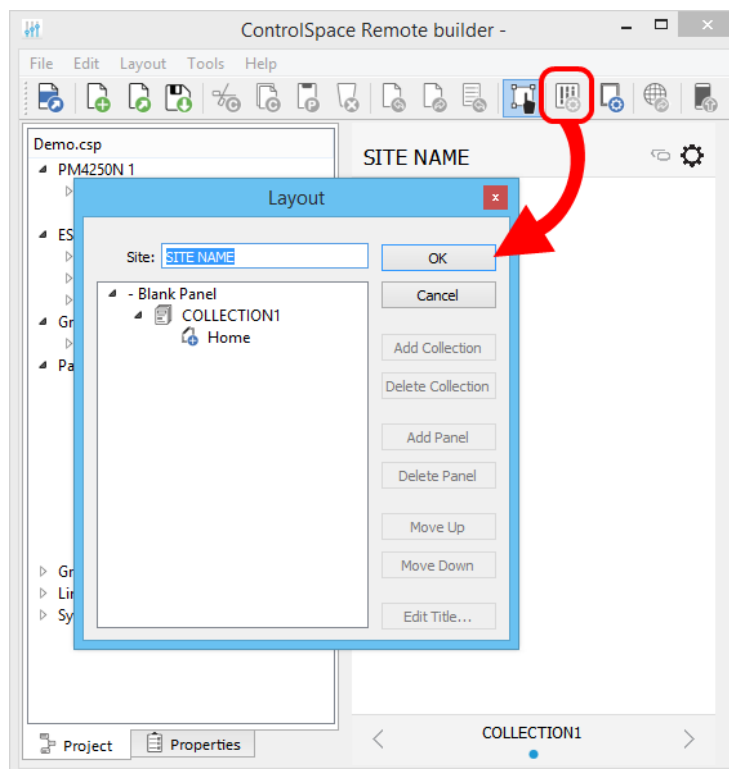 ControlSpace Remote builder -
File Edit Layout Tools Help
Demo.csp
PM4250N 1
ES
Gr
Pa
Gr
Lin
Sy
SITE NAME
Layout
Site: SITE NAME
OK
- Blank Panel
COLLECTION1
Home
Cancel
Add Collection
Delete Collection
Add Panel
Delete Panel
Move Up
Move Down
Edit Title...
Project
Properties
COLLECTION1